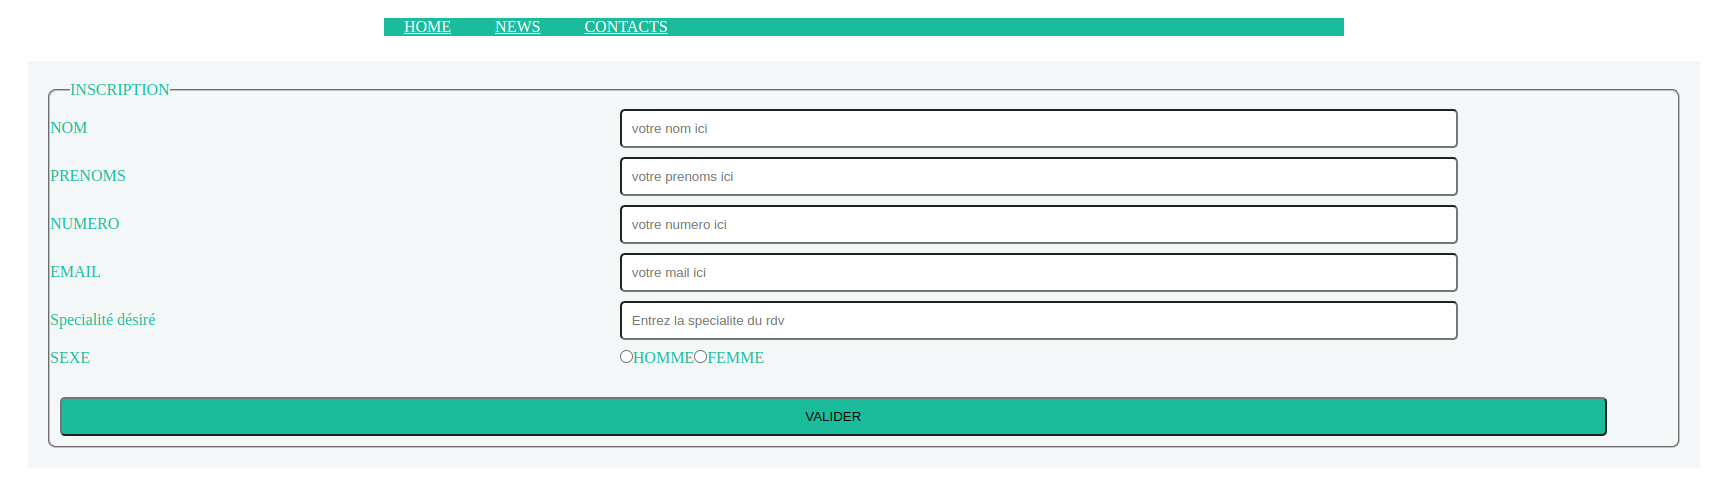 HOME NEWS CONTACTS
INSCRIPTION
NOM votre nom ici
PRENOMS votre prenoms ici
NUMERO votre numero ici
EMAIL votre mail ici
Specialité désiré Entrez la specialite du rdv
SEXE HOMME FEMME
VALIDER